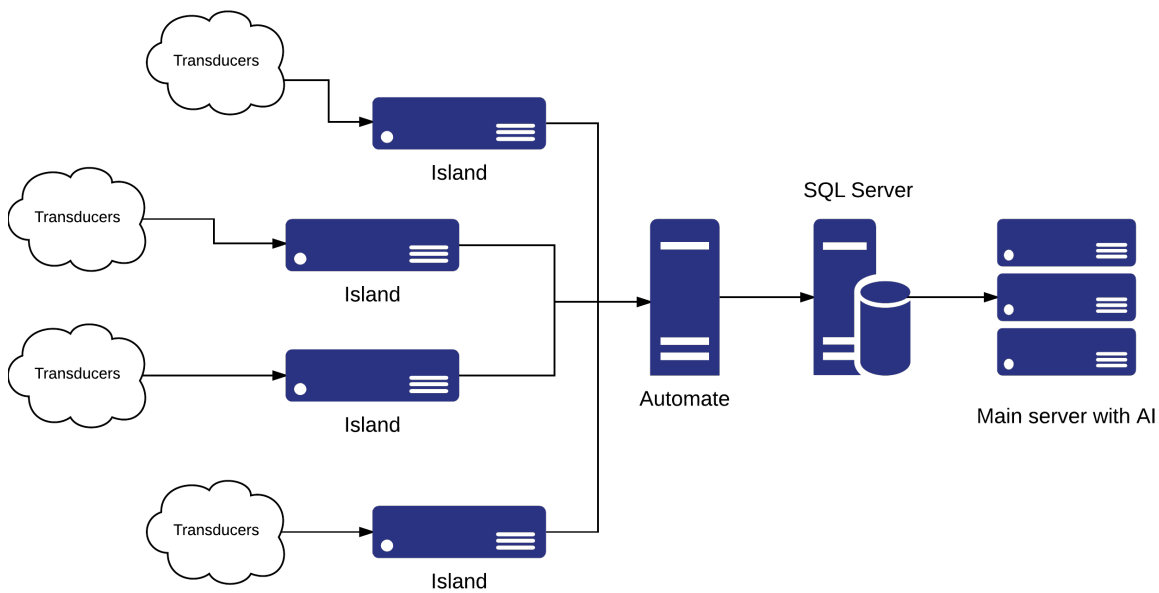 Transducers
Island
Transducers
Island
Transducers
Island
Transducers
Island
Automate
SQL Server
Main server with AI